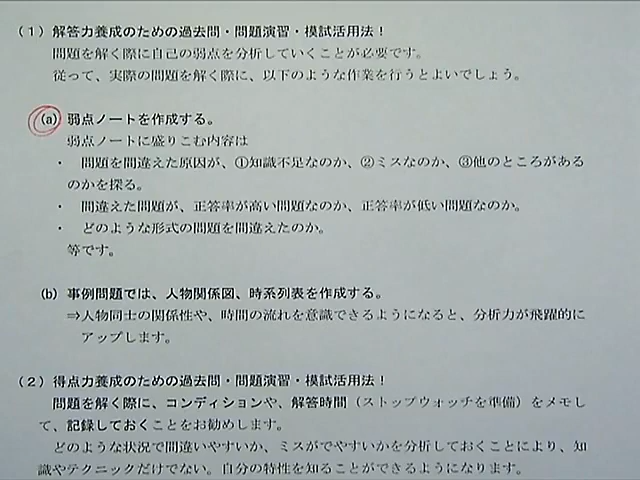 (1) 解答力養成のための過去問・問題演習・模試活用法！
問題を解く際に自己の弱点を分析していくことが必要です。
従って、実際の問題を解く際に、以下のような作業を行うとよいでしょう。
(a) 弱点ノートを作成する。
弱点ノートに盛りこむ内容は
・ 問題を間違えた原因が、①知識不足なのか、②ミスなのか、③他のところがある
のかを探る。
・ 間違えた問題が、正答率が高い問題なのか、正答率が低い問題なのか。
・ どのような形式の問題を間違えたのか。
等です。
(b) 事例問題では、人物関係図、時系列表を作成する。
⇒人物同士の関係性や、時間の流れを意識できるようになると、分析力が飛躍的に
アップします。
(2) 得点力養成のための過去問・問題演習・模試活用法！
問題を解く際に、コンディションや、解答時間（ストップウォッチを準備）をメモし
て、記録しておくことをお勧めします。
どのような状況で間違いやすいか、ミスがでやすいかを分析しておくことにより、知
識やテクニックだけでない。自分の特性を知ることができるようになります。